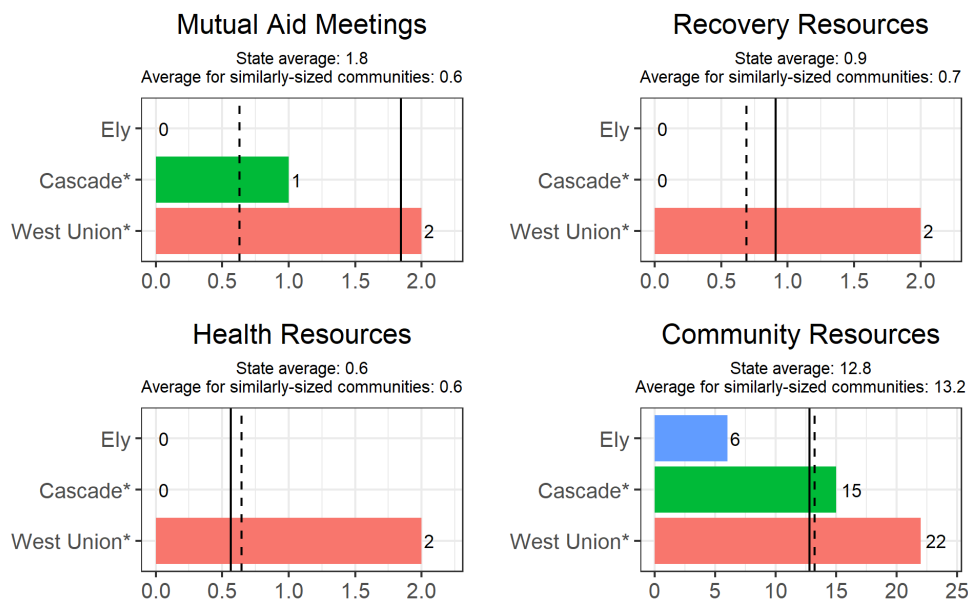 Mutual Aid Meetings
State average: 1.8
Average for similarly-sized communities: 0.6
Ely
0
Cascade*
1
West Union*
2
0.0 0.5 1.0 1.5 2.0
Recovery Resources
State average: 0.9
Average for similarly-sized communities: 0.7
Ely
0
Cascade*
0
West Union*
2
0.0 0.5 1.0 1.5 2.0
Health Resources
State average: 0.6
Average for similarly-sized communities: 0.6
Ely
0
Cascade*
0
West Union*
2
0.0 0.5 1.0 1.5 2.0
Community Resources
State average: 12.8
Average for similarly-sized communities: 13.2
Ely
6
Cascade*
15
West Union*
22
0 5 10 15 20 25